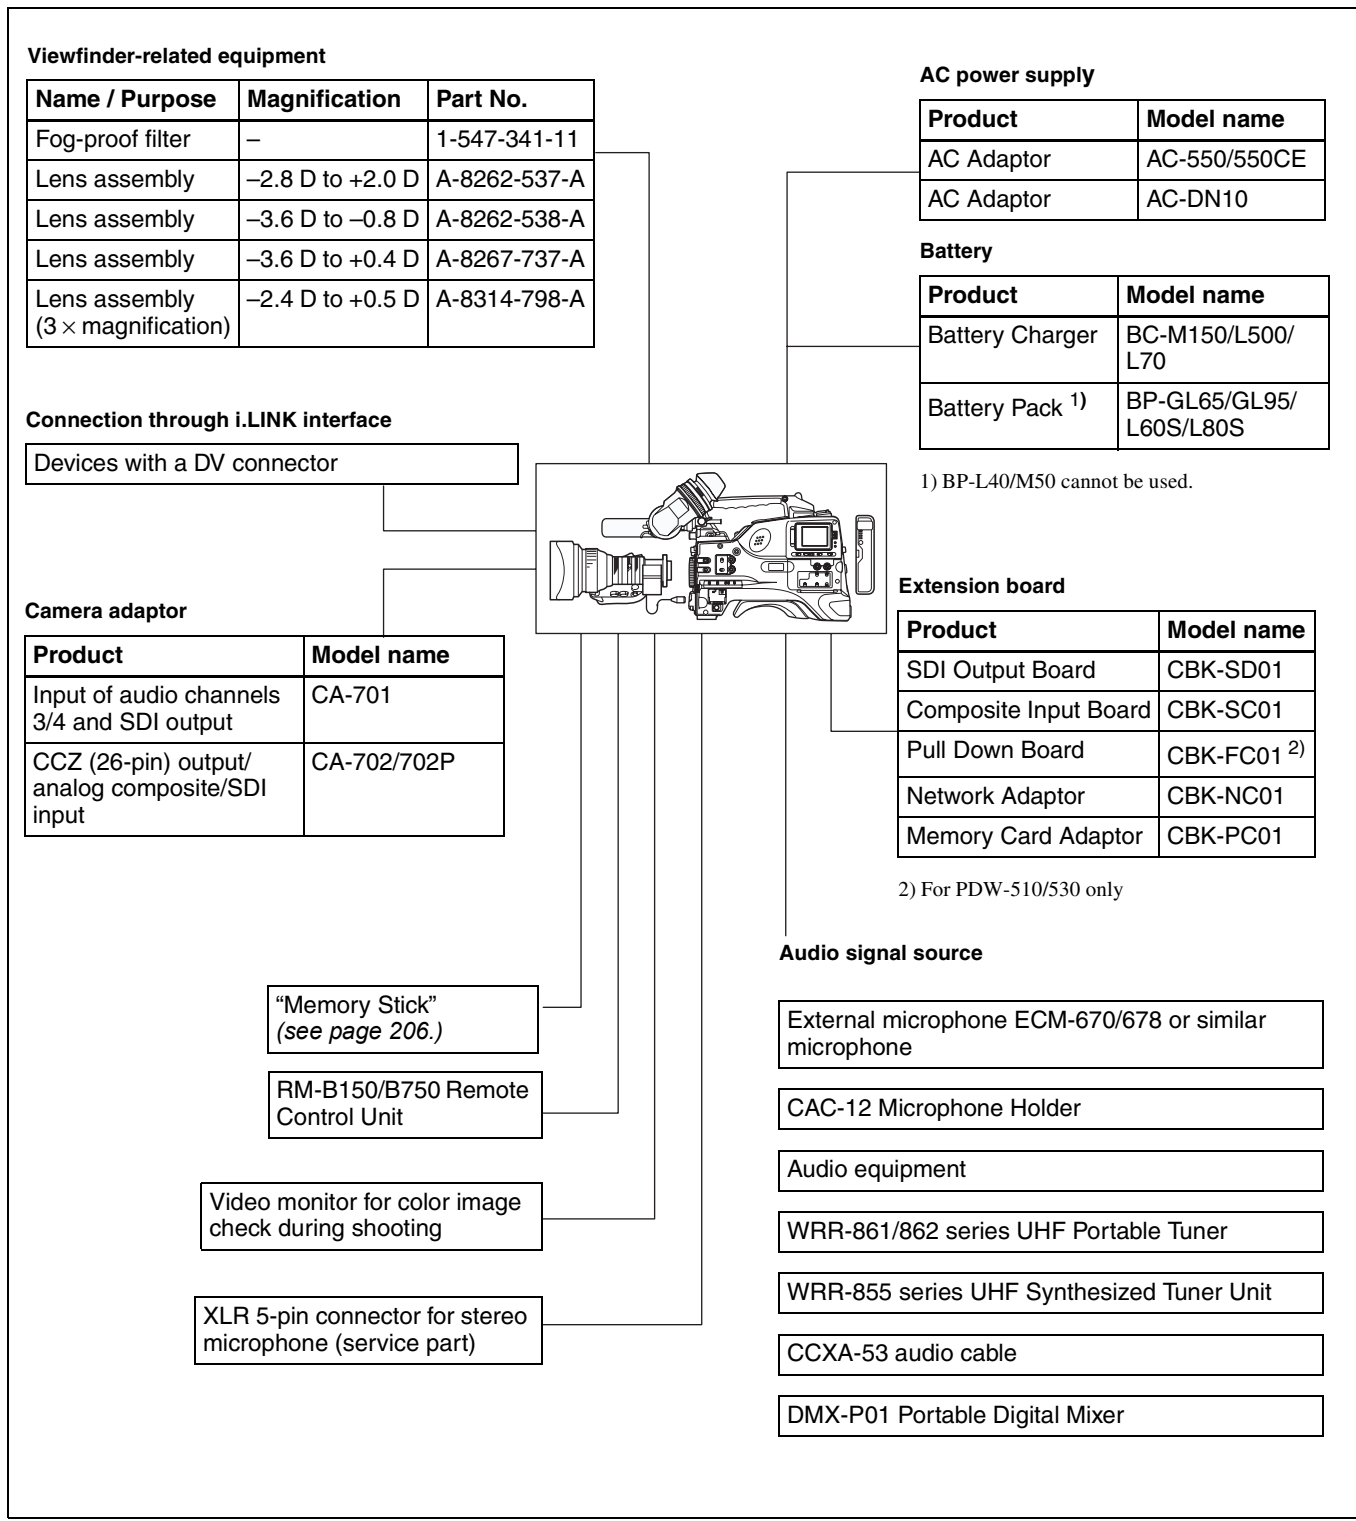 Viewfinder-related equipment
Name / Purpose Magnification Part No.
Fog-proof filter – 1-547-341-11
Lens assembly –2.8 D to +2.0 D A-8262-537-A
Lens assembly –3.6 D to –0.8 D A-8262-538-A
Lens assembly –3.6 D to +0.4 D A-8267-737-A
Lens assembly –2.4 D to +0.5 D A-8314-798-A
(3 × magnification)
AC power supply
Product Model name
AC Adaptor AC-550/550CE
AC Adaptor AC-DN10
Battery
Product Model name
Battery Charger BC-M150/L500/
L70
Battery Pack 1) BP-GL65/GL95/
L60S/L80S
1) BP-L40/M50 cannot be used.
Connection through i.LINK interface
Devices with a DV connector
Camera adaptor
Product Model name
Input of audio channels CA-701
3/4 and SDI output
CCZ (26-pin) output/ CA-702/702P
analog composite/SDI
input
Extension board
Product Model name
SDI Output Board CBK-SD01
Composite Input Board CBK-SC01
Pull Down Board CBK-FC01 2)
Network Adaptor CBK-NC01
Memory Card Adaptor CBK-PC01
2) For PDW-510/530 only
“Memory Stick”
(see page 206.)
RM-B150/B750 Remote
Control Unit
Video monitor for color image
check during shooting
XLR 5-pin connector for stereo
microphone (service part)
Audio signal source
External microphone ECM-670/678 or similar
microphone
CAC-12 Microphone Holder
Audio equipment
WRR-861/862 series UHF Portable Tuner
WRR-855 series UHF Synthesized Tuner Unit
CCXA-53 audio cable
DMX-P01 Portable Digital Mixer